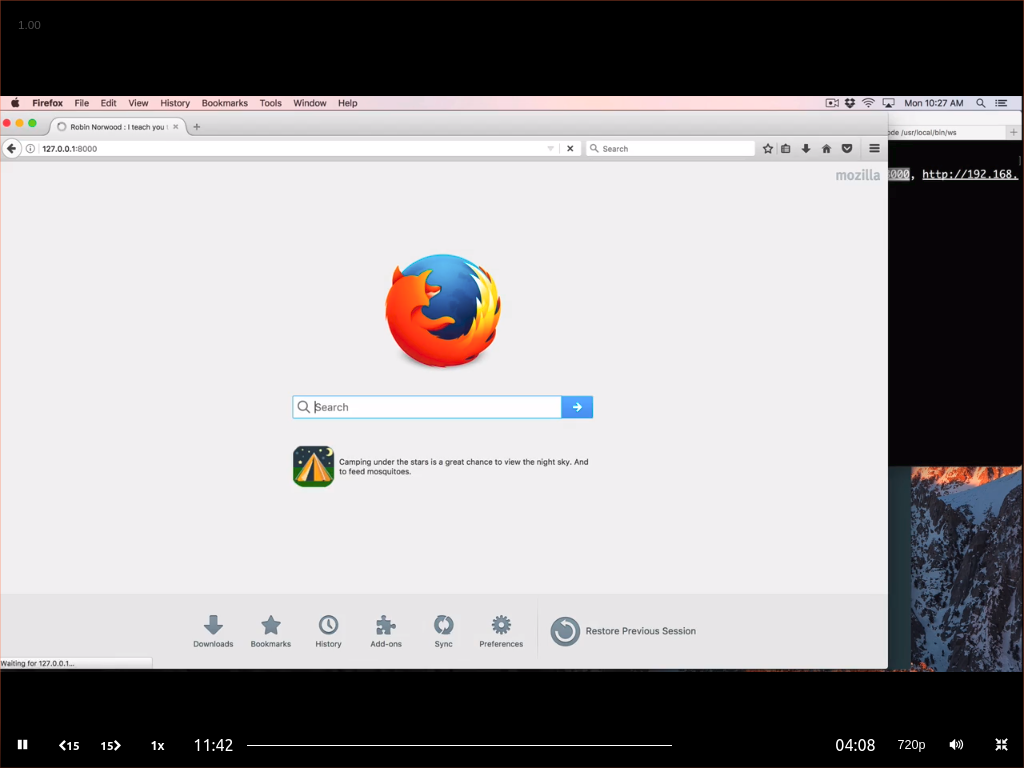 1.00
Firefox File Edit View History Bookmarks Tools Window Help Mon 10:27 AM
Robin Norwood : I teach you
ode /usr/local/bin/ws
127.0.0.1:8000 Search
mozilla
000, http://192.168.
Search
Camping under the stars is a great chance to view the night sky. And
to feed mosquitoes.
Downloads Bookmarks History Add-ons Sync Preferences Restore Previous Session
Waiting for 127.0.0.1...
15 15 1x 11:42 04:08 720p